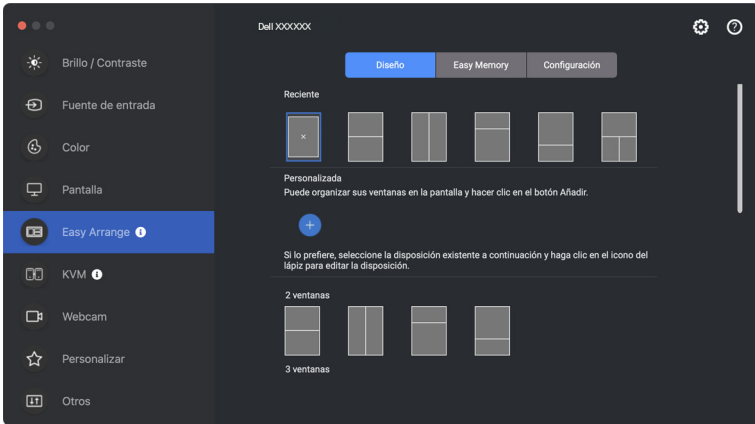 Dell XXXXXX
Brillo / Contraste
Fuente de entrada
Color
Pantalla
Easy Arrange
KVM
Webcam
Personalizar
Otros
Diseño
Easy Memory
Configuración
Reciente
Personalizada
Puede organizar sus ventanas en la pantalla y hacer clic en el botón Añadir.
Si lo prefiere, seleccione la disposición existente a continuación y haga clic en el icono del
lápiz para editar la disposición.
2 ventanas
3 ventanas